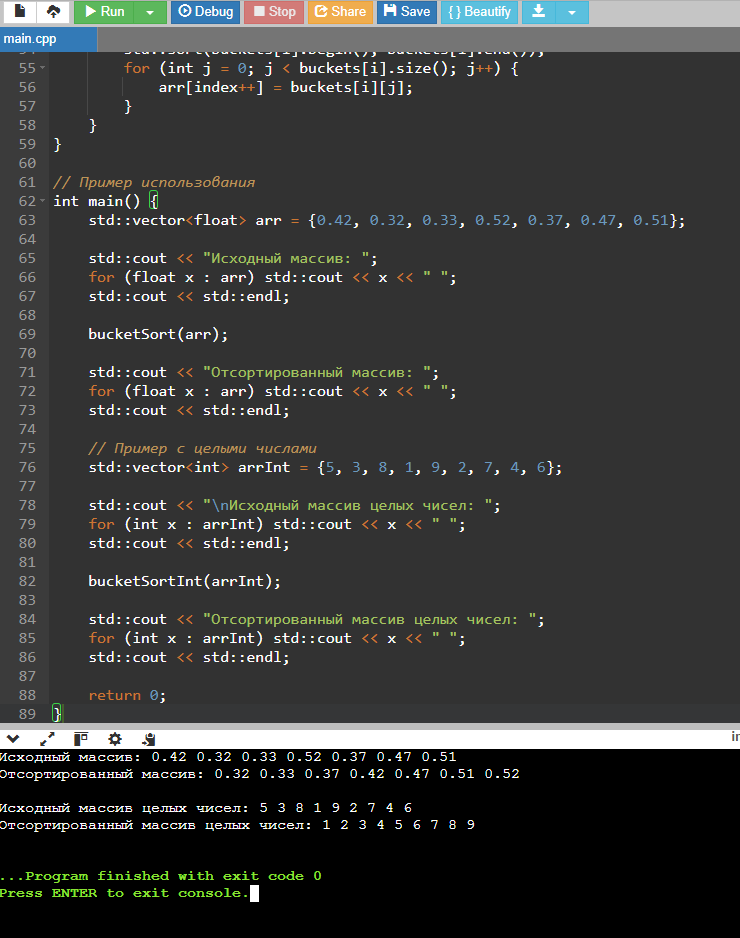 Run Debug Stop Share Save { } Beautify
main.cpp
54 std::sort(buckets[i].begin(), buckets[i].end());
55 for (int j = 0; j < buckets[i].size(); j++) {
56 arr[index++] = buckets[i][j];
57 }
58 }
59 }
60
61 // Пример использования
62 int main() {
63 std::vector<float> arr = {0.42, 0.32, 0.33, 0.52, 0.37, 0.47, 0.51};
64
65 std::cout << "Исходный массив: ";
66 for (float x : arr) std::cout << x << " ";
67 std::cout << std::endl;
68
69 bucketSort(arr);
70
71 std::cout << "Отсортированный массив: ";
72 for (float x : arr) std::cout << x << " ";
73 std::cout << std::endl;
74
75 // Пример с целыми числами
76 std::vector<int> arrInt = {5, 3, 8, 1, 9, 2, 7, 4, 6};
77
78 std::cout << "\nИсходный массив целых чисел: ";
79 for (int x : arrInt) std::cout << x << " ";
80 std::cout << std::endl;
81
82 bucketSortInt(arrInt);
83
84 std::cout << "Отсортированный массив целых чисел: ";
85 for (int x : arrInt) std::cout << x << " ";
86 std::cout << std::endl;
87
88 return 0;
89 }
Исходный массив: 0.42 0.32 0.33 0.52 0.37 0.47 0.51
Отсортированный массив: 0.32 0.33 0.37 0.42 0.47 0.51 0.52
Исходный массив целых чисел: 5 3 8 1 9 2 7 4 6
Отсортированный массив целых чисел: 1 2 3 4 5 6 7 8 9
...Program finished with exit code 0
Press ENTER to exit console.